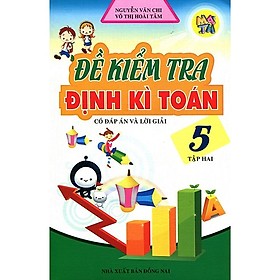 NGUYỄN VĂN CHI
VÕ THỊ HOÀI TÂM
ĐỀ KIỂM TRA
ĐỊNH KÌ TOÁN
CÓ ĐÁP ÁN VÀ LỜI GIẢI
5
TẬP HAI
NHÀ XUẤT BẢN ĐỒNG NAI